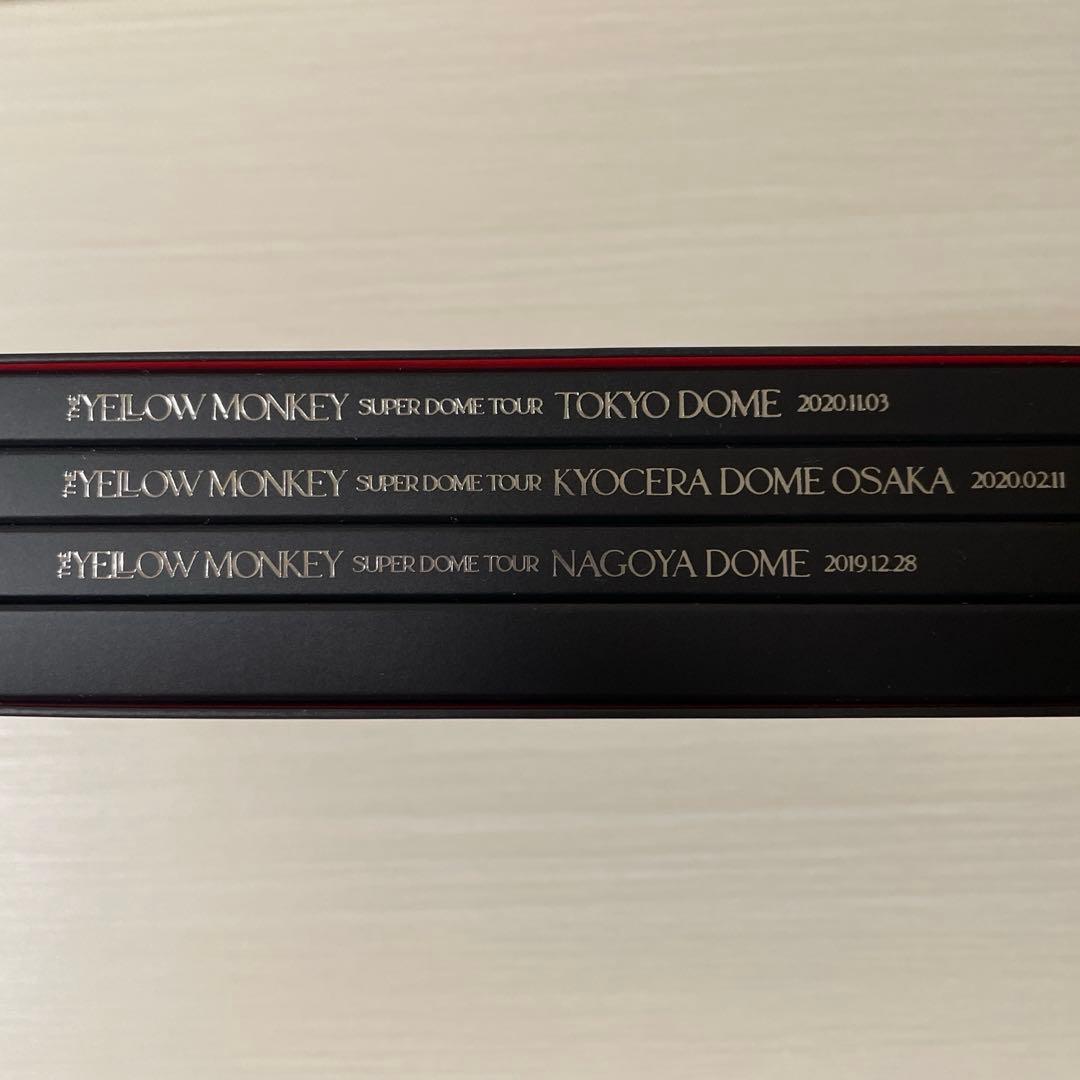 THE YELLOW MONKEY SUPER DOME TOUR TOKYO DOME 2020.11.03
THE YELLOW MONKEY SUPER DOME TOUR KYOCERA DOME OSAKA 2020.02.11
THE YELLOW MONKEY SUPER DOME TOUR NAGOYA DOME 2019.12.28